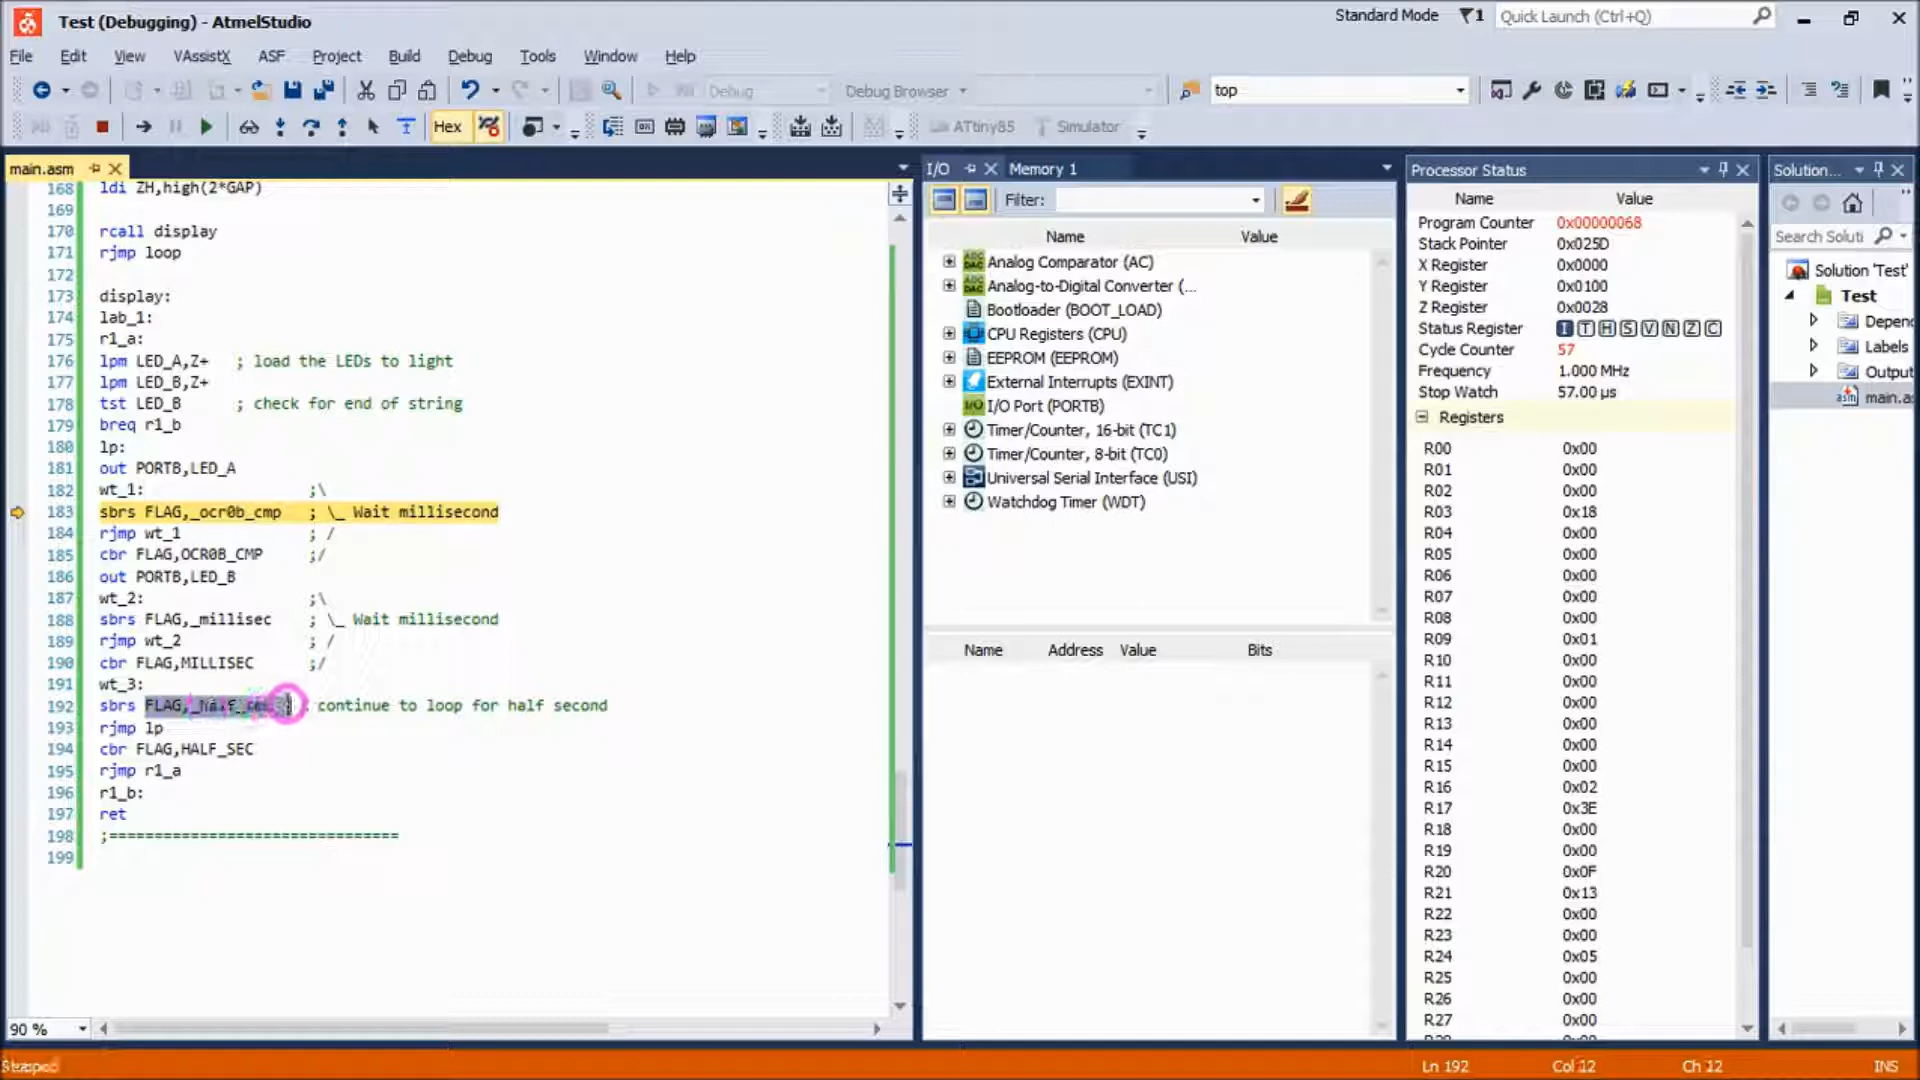 Test (Debugging) - AtmelStudio
Standard Mode
1
Quick Launch (Ctrl+Q)
File Edit View VAssistX ASF Project Build Debug Tools Window Help
Debug
Debug Browser
top
Hex
ATtiny85
Simulator
main.asm
168 ldi ZH,high(2*GAP)
169
170 rcall display
171 rjmp loop
172
173 display:
174 lab_1:
175 r1_a:
176 lpm LED_A,Z+ ; load the LEDs to light
177 lpm LED_B,Z+
178 tst LED_B ; check for end of string
179 breq r1_b
180 lp:
181 out PORTB,LED_A
182 wt_1: ;\
183 sbrs FLAG,_ocr0b_cmp ; \_ Wait millisecond
184 rjmp wt_1 ; /
185 cbr FLAG,OCR0B_CMP ;/
186 out PORTB,LED_B
187 wt_2: ;\
188 sbrs FLAG,_millisec ; \_ Wait millisecond
189 rjmp wt_2 ; /
190 cbr FLAG,MILLISEC ;/
191 wt_3:
192 sbrs FLAG, continue to loop for half second
193 rjmp lp
194 cbr FLAG,HALF_SEC
195 rjmp r1_a
196 r1_b:
197 ret
198 ;================================
199
90 %
I/O
Memory 1
Filter:
Name Value
Analog Comparator (AC)
Analog-to-Digital Converter (...
Bootloader (BOOT_LOAD)
CPU Registers (CPU)
EEPROM (EEPROM)
External Interrupts (EXINT)
I/O Port (PORTB)
Timer/Counter, 16-bit (TC1)
Timer/Counter, 8-bit (TC0)
Universal Serial Interface (USI)
Watchdog Timer (WDT)
Name Address Value Bits
Processor Status
Name Value
Program Counter 0x00000068
Stack Pointer 0x025D
X Register 0x0000
Y Register 0x0100
Z Register 0x0028
Status Register I T H S V N Z C
Cycle Counter 57
Frequency 1.000 MHz
Stop Watch 57.00 µs
Registers
R00 0x00
R01 0x00
R02 0x00
R03 0x18
R04 0x00
R05 0x00
R06 0x00
R07 0x00
R08 0x00
R09 0x01
R10 0x00
R11 0x00
R12 0x00
R13 0x00
R14 0x00
R15 0x00
R16 0x02
R17 0x3E
R18 0x00
R19 0x00
R20 0x0F
R21 0x13
R22 0x00
R23 0x00
R24 0x05
R25 0x00
R26 0x00
R27 0x00
Solution...
Search Soluti
Solution 'Test'
Test
Depen
Labels
Output
main.as
Stopped
Ln 192 Col 12 Ch 12 INS